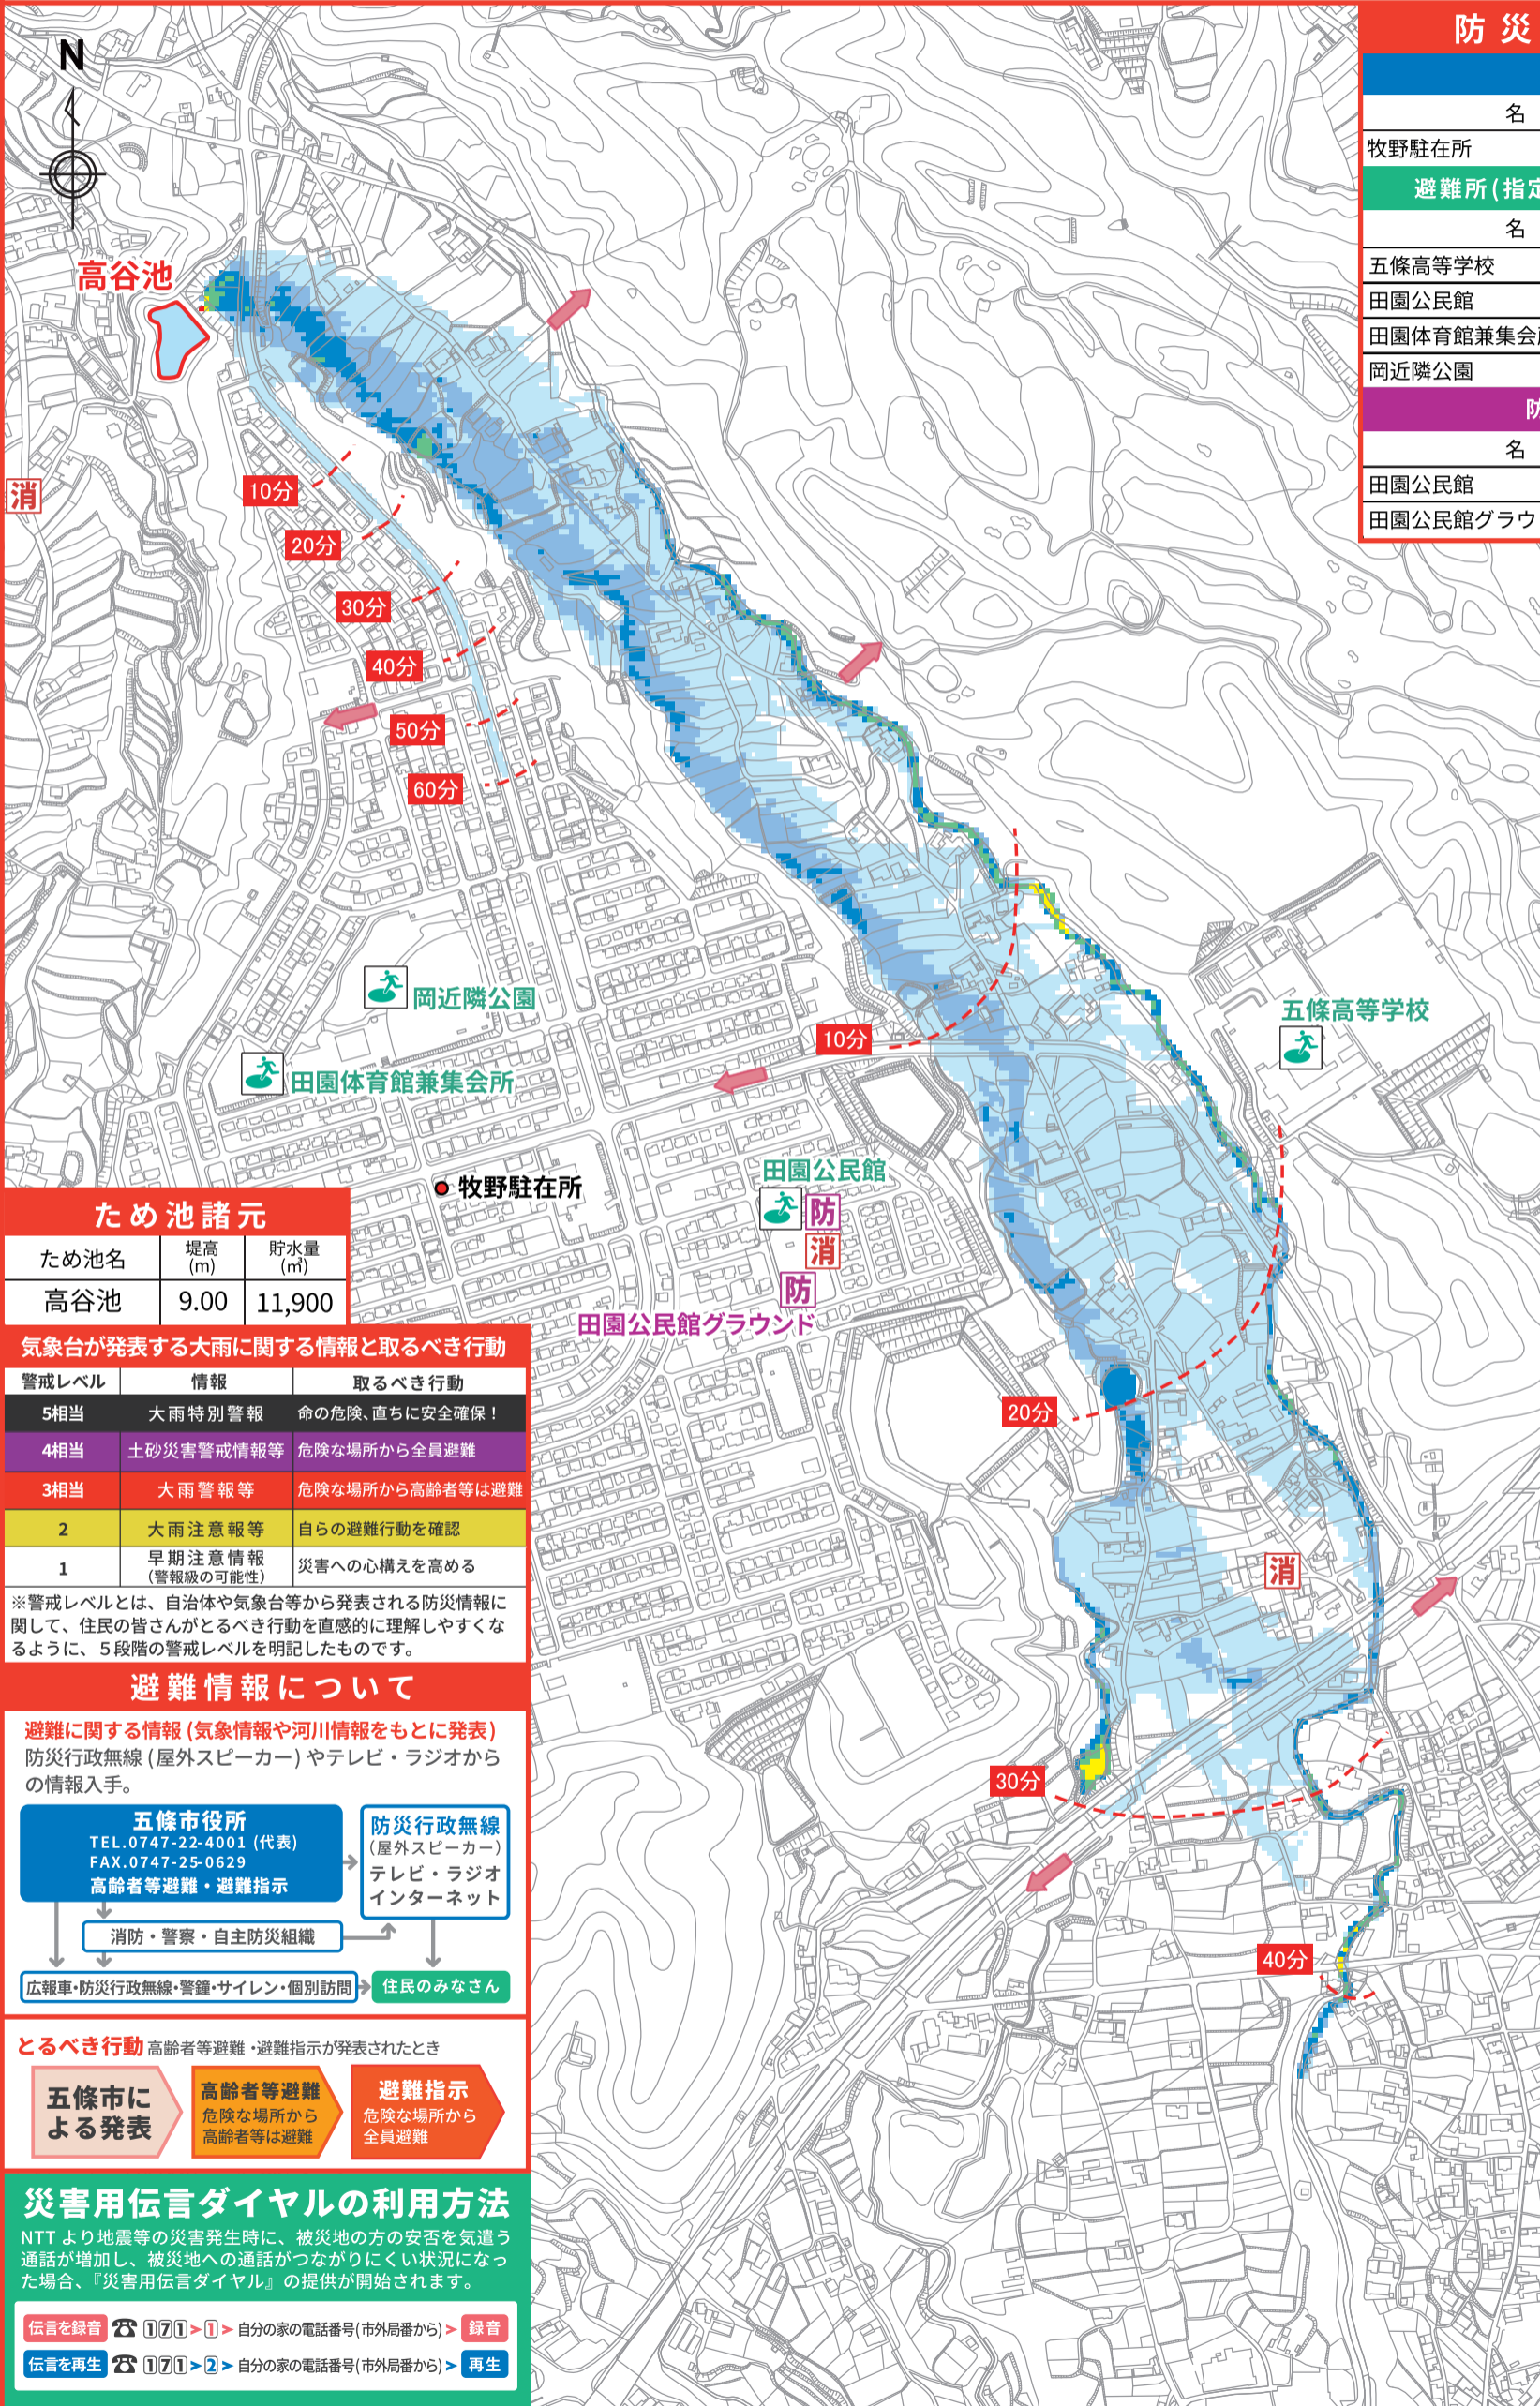 N
高谷池
消
10分
20分
30分
40分
50分
60分
防災
名
牧野駐在所
避難所(指定
名
五條高等学校
田園公民館
田園体育館兼集会
岡近隣公園
名
田園公民館
田園公民館グラウ
岡近隣公園
田園体育館兼集会所
10分
五條高等学校
牧野駐在所
田園公民館
防
消
防
田園公民館グラウンド
20分
消
30分
40分
ため池諸元
ため池名 堤高(m) 貯水量(㎥)
高谷池 9.00 11,900
気象台が発表する大雨に関する情報と取るべき行動
警戒レベル 情報 取るべき行動
5相当 大雨特別警報 命の危険、直ちに安全確保!
4相当 土砂災害警戒情報等 危険な場所から全員避難
3相当 大雨警報等 危険な場所から高齢者等は避難
2 大雨注意報等 自らの避難行動を確認
1 早期注意情報(警報級の可能性) 災害への心構えを高める
※警戒レベルとは、自治体や気象台等から発表される防災情報に
関して、住民の皆さんがとるべき行動を直感的に理解しやすくな
るように、5段階の警戒レベルを明記したものです。
避難情報について
避難に関する情報(気象情報や河川情報をもとに発表)
防災行政無線(屋外スピーカー)やテレビ・ラジオから
の情報入手。
五條市役所
TEL.0747-22-4001 (代表)
FAX.0747-25-0629
高齢者等避難・避難指示
防災行政無線
(屋外スピーカー)
テレビ・ラジオ
インターネット
消防・警察・自主防災組織
広報車・防災行政無線・警鐘・サイレン・個別訪問
住民のみなさん
とるべき行動 高齢者等避難・避難指示が発表されたとき
五條市に
よる発表
高齢者等避難
危険な場所から
高齢者等は避難
避難指示
危険な場所から
全員避難
災害用伝言ダイヤルの利用方法
NTTより地震等の災害発生時に、被災地の方の安否を気遣う
通話が増加し、被災地への通話がつながりにくい状況になっ
た場合、『災害用伝言ダイヤル』の提供が開始されます。
伝言を録音 ☎ 171>1> 自分の家の電話番号(市外局番から)> 録音
伝言を再生 ☎ 171>2> 自分の家の電話番号(市外局番から)> 再生